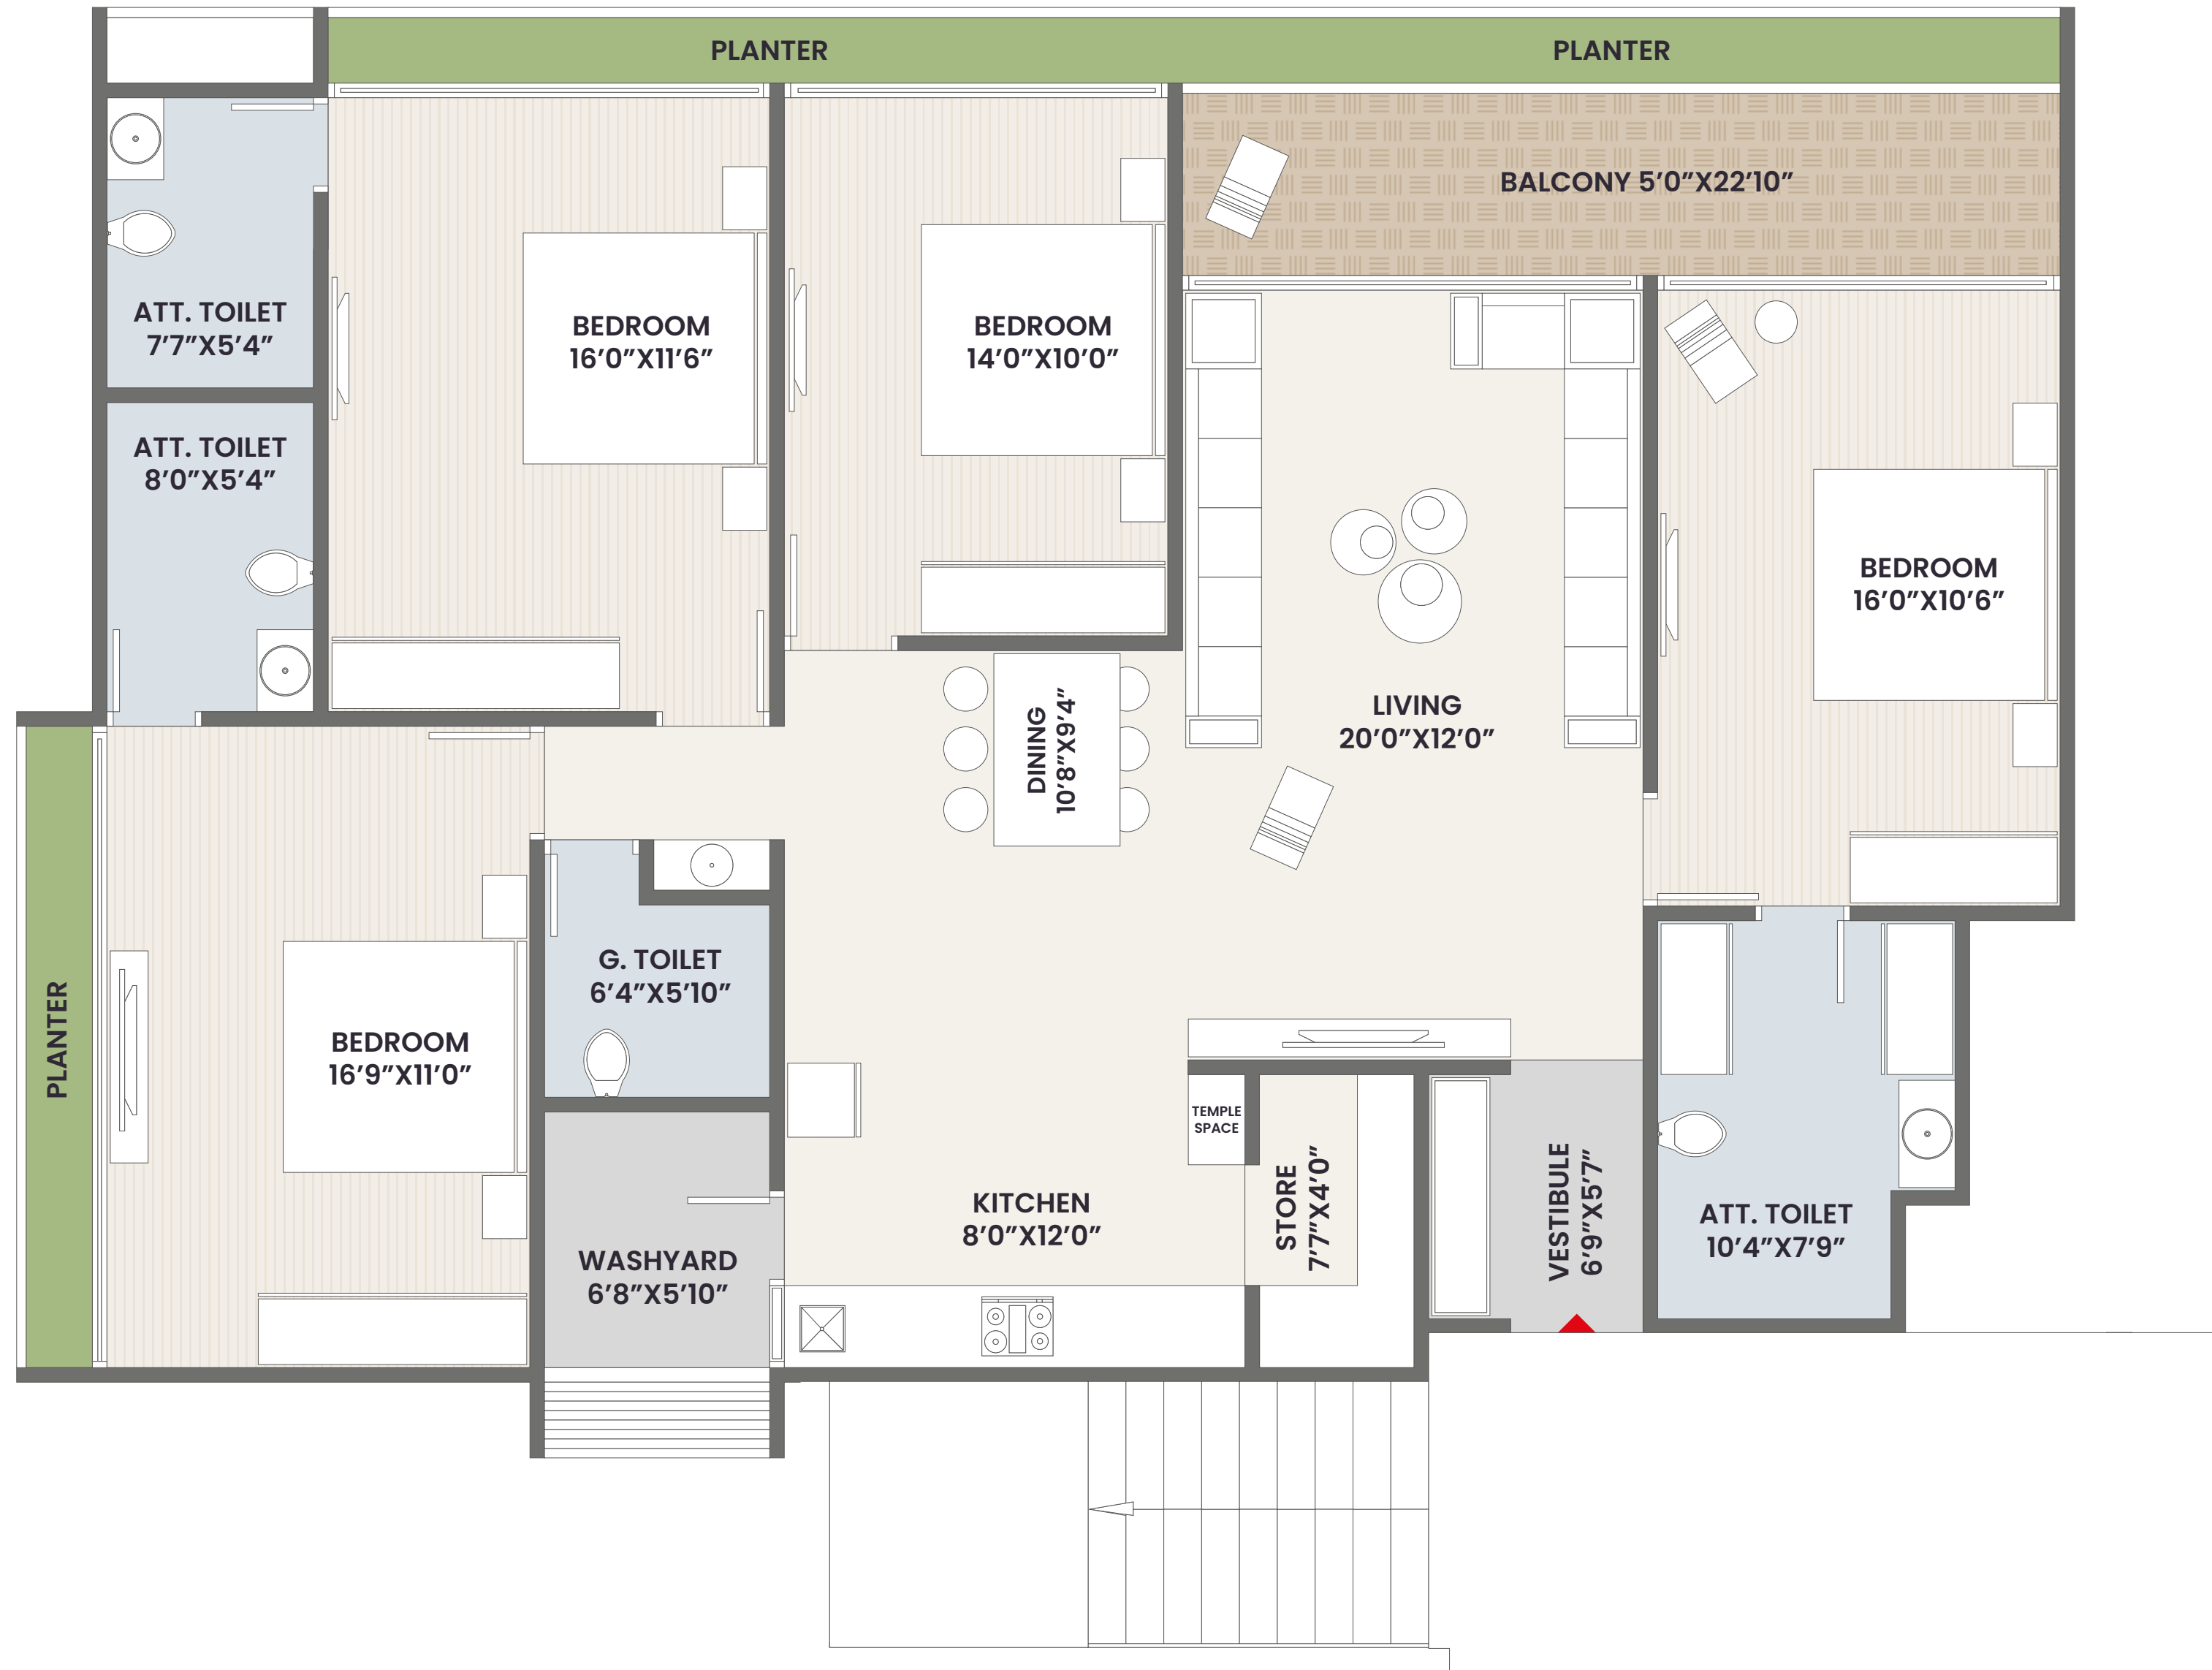 PLANTER
PLANTER
BALCONY 5’0”X22’10”
ATT. TOILET
7’7”X5’4”
BEDROOM
16’0”X11’6”
BEDROOM
14’0”X10’0”
ATT. TOILET
8’0”X5’4”
BEDROOM
16’0”X10’6”
LIVING
20’0”X12’0”
DINING
10’8”X9’4”
G. TOILET
6’4”X5’10”
PLANTER
BEDROOM
16’9”X11’0”
TEMPLE
SPACE
STORE
7’7”X4’0”
VESTIBULE
6’9”X5’7”
KITCHEN
8’0”X12’0”
ATT. TOILET
10’4”X7’9”
WASHYARD
6’8”X5’10”